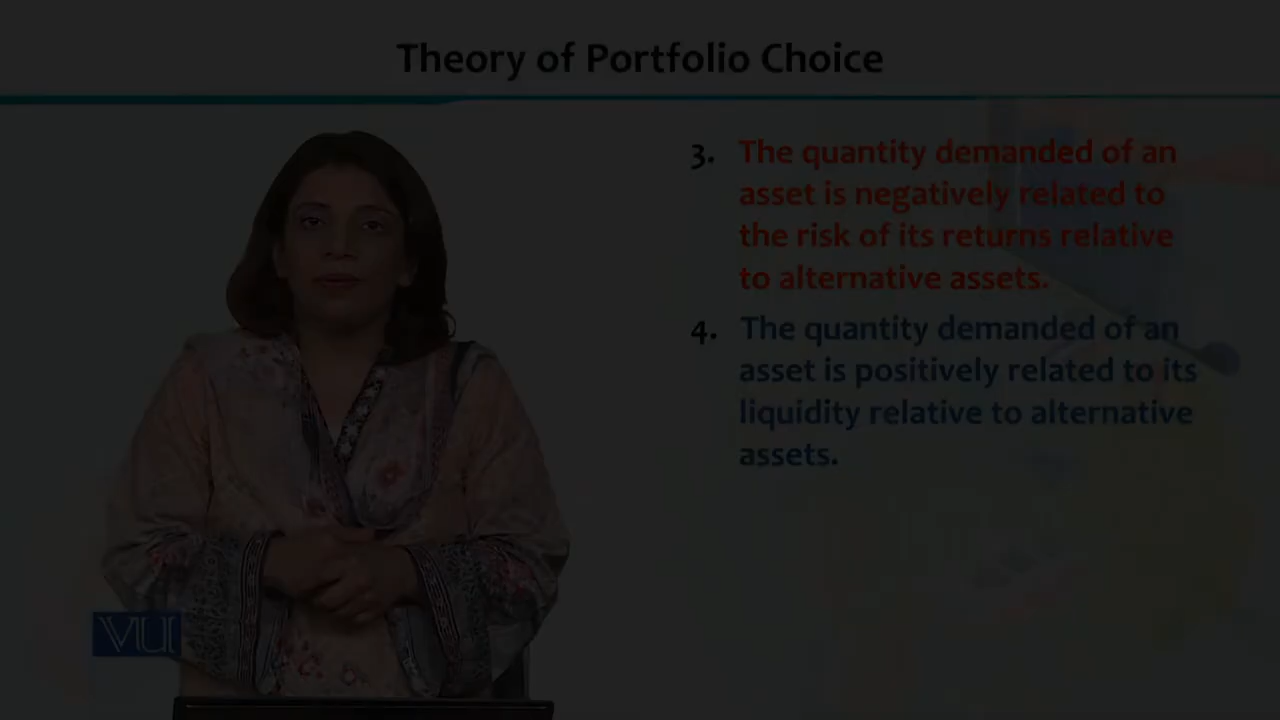 Theory of Portfolio Choice
3. The quantity demanded of an
asset is negatively related to
the risk of its returns relative
to alternative assets.
4. The quantity demanded of an
asset is positively related to its
liquidity relative to alternative
assets.
VU